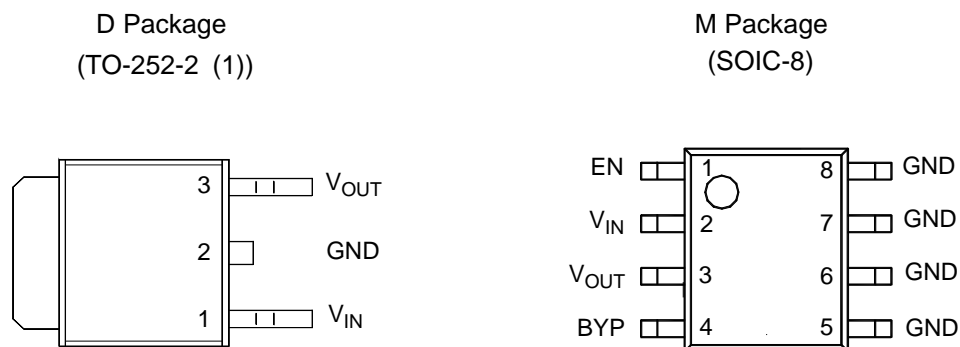 D Package
(TO-252-2 (1))
3 VOUT
2 GND
1 VIN
M Package
(SOIC-8)
EN 1 8 GND
VIN 2 7 GND
VOUT 3 6 GND
BYP 4 5 GND